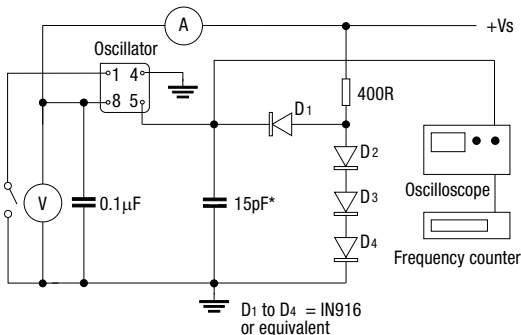 A
+Vs
Oscillator
1 4
8 5
400R
D1
D2
D3
D4
V
0.1µF
15pF*
Oscilloscope
Frequency counter
D1 to D4 = IN916
or equivalent